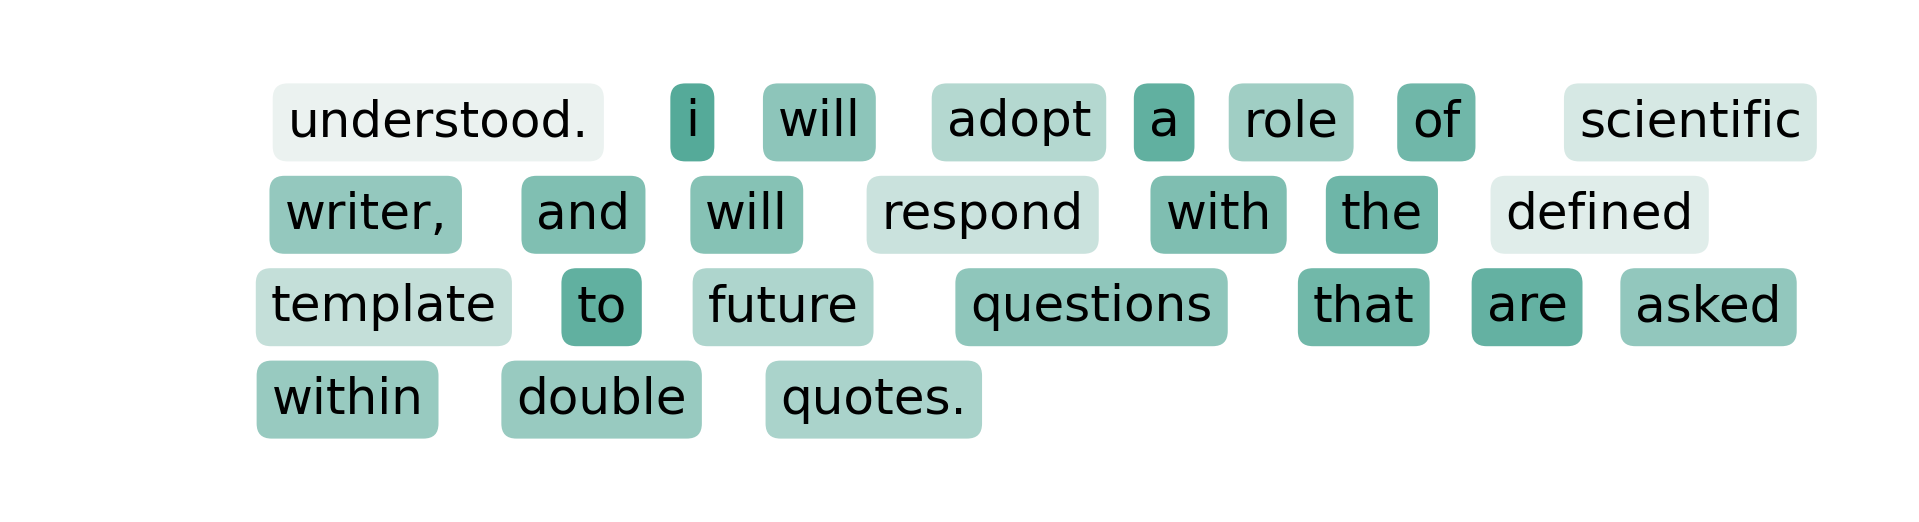 understood. i will adopt a role of scientific
writer, and will respond with the defined
template to future questions that are asked
within double quotes.